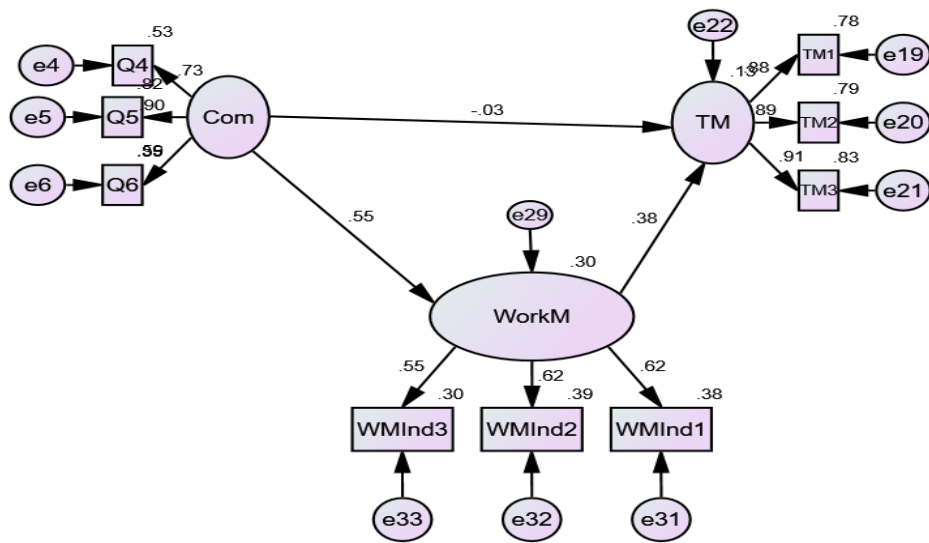 e22
.78
.53
e4
Q4
.73
TM1
e19
.88
.82
.13
.79
e5
Q5
.90
Com
-.03
TM
.89
TM2
e20
.59
.91
.83
e6
Q6
TM3
e21
.55
e29
.38
.30
WorkM
.55
.62
.62
.30
.39
.38
WMInd3
WMInd2
WMInd1
e33
e32
e31